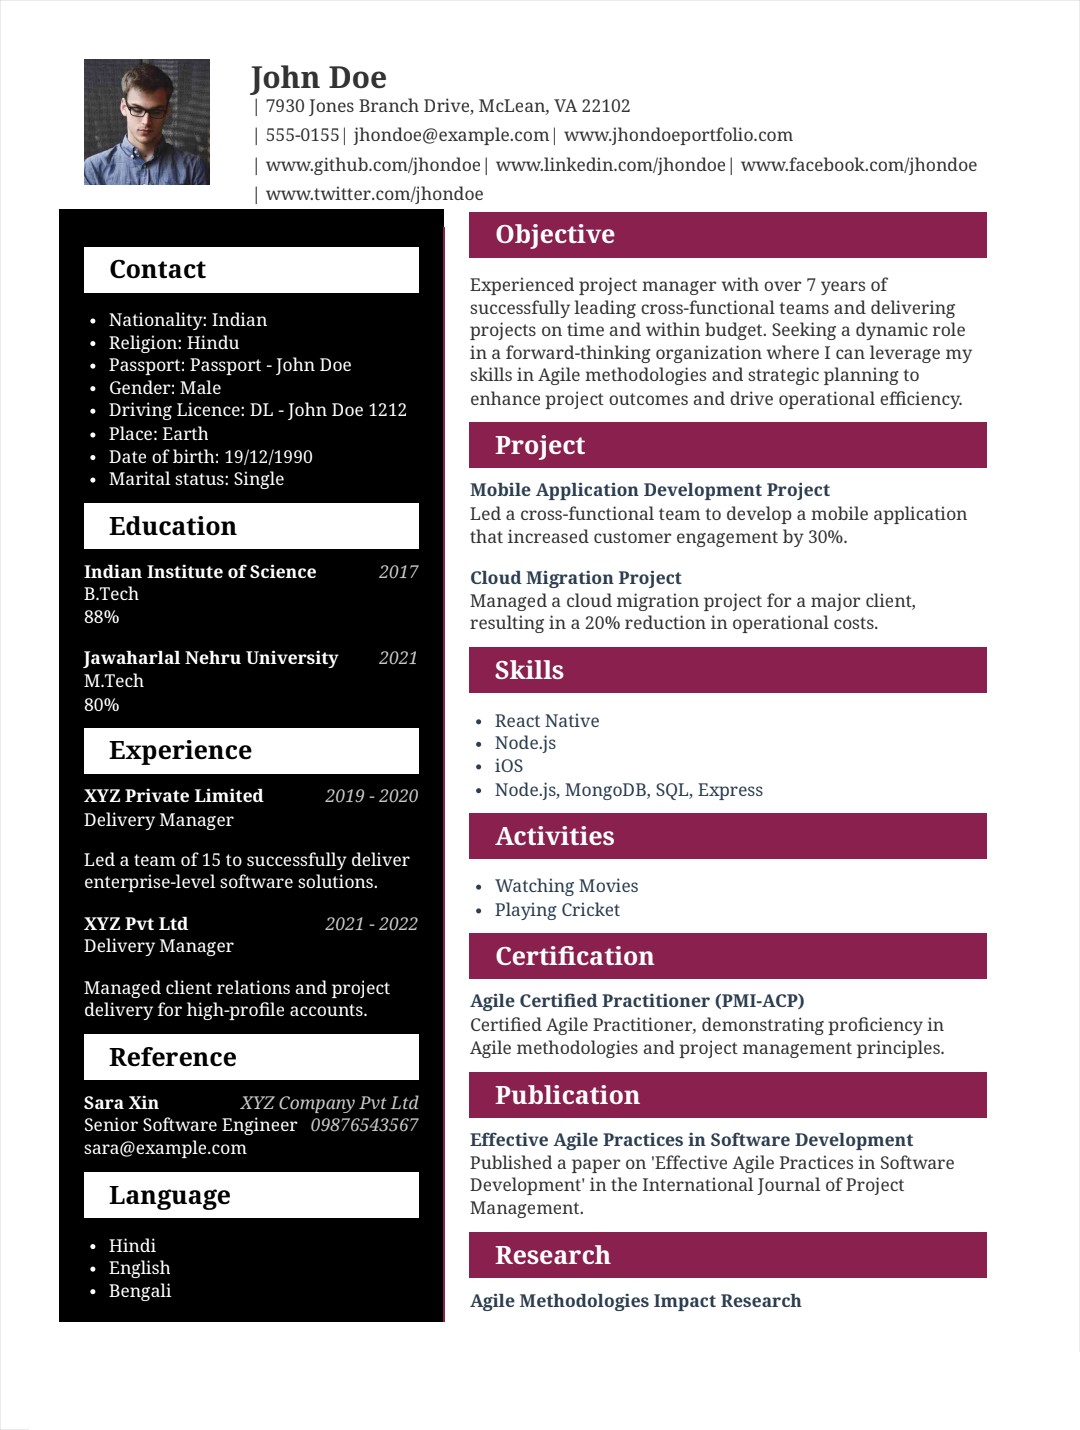 John Doe
| 7930 Jones Branch Drive, McLean, VA 22102
| 555-0155| jhondoe@example.com| www.jhondoeportfolio.com
| www.github.com/jhondoe| www.linkedin.com/jhondoe| www.facebook.com/jhondoe
| www.twitter.com/jhondoe
Contact
• Nationality: Indian
• Religion: Hindu
• Passport: Passport - John Doe
• Gender: Male
• Driving Licence: DL - John Doe 1212
• Place: Earth
• Date of birth: 19/12/1990
• Marital status: Single
Education
Indian Institute of Science 2017
B.Tech
88%
Jawaharlal Nehru University 2021
M.Tech
80%
Experience
XYZ Private Limited 2019 - 2020
Delivery Manager
Led a team of 15 to successfully deliver
enterprise-level software solutions.
XYZ Pvt Ltd 2021 - 2022
Delivery Manager
Managed client relations and project
delivery for high-profile accounts.
Reference
Sara Xin XYZ Company Pvt Ltd
Senior Software Engineer 09876543567
sara@example.com
Language
• Hindi
• English
• Bengali
Objective
Experienced project manager with over 7 years of
successfully leading cross-functional teams and delivering
projects on time and within budget. Seeking a dynamic role
in a forward-thinking organization where I can leverage my
skills in Agile methodologies and strategic planning to
enhance project outcomes and drive operational efficiency.
Project
Mobile Application Development Project
Led a cross-functional team to develop a mobile application
that increased customer engagement by 30%.
Cloud Migration Project
Managed a cloud migration project for a major client,
resulting in a 20% reduction in operational costs.
Skills
• React Native
• Node.js
• iOS
• Node.js, MongoDB, SQL, Express
Activities
• Watching Movies
• Playing Cricket
Certification
Agile Certified Practitioner (PMI-ACP)
Certified Agile Practitioner, demonstrating proficiency in
Agile methodologies and project management principles.
Publication
Effective Agile Practices in Software Development
Published a paper on 'Effective Agile Practices in Software
Development' in the International Journal of Project
Management.
Research
Agile Methodologies Impact Research